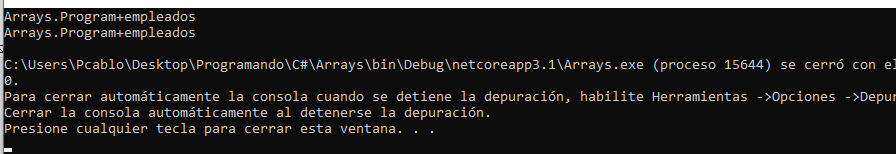 Arrays.Program+empleados
Arrays.Program+empleados
C:\Users\Pcablo\Desktop\Programando\C#\Arrays\bin\Debug\netcoreapp3.1\Arrays.exe (proceso 15644) se cerró con el
0.
Para cerrar automáticamente la consola cuando se detiene la depuración, habilite Herramientas ->Opciones ->Depur
Cerrar la consola automáticamente al detenerse la depuración.
Presione cualquier tecla para cerrar esta ventana. . .